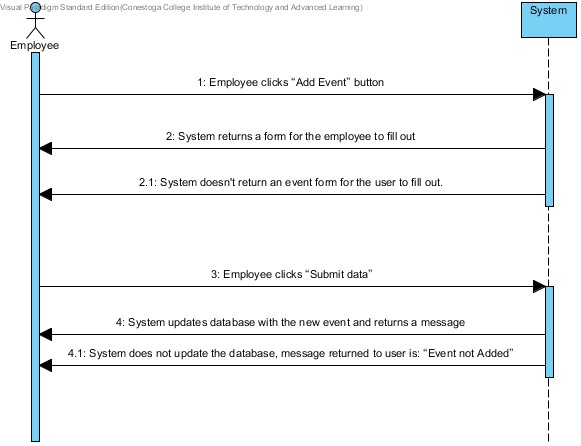 Visual Paradigm Standard Edition(Conestoga College Institute of Technology and Advanced Learning)
System
Employee
1: Employee clicks “Add Event” button
2: System returns a form for the employee to fill out
2.1: System doesn't return an event form for the user to fill out.
3: Employee clicks “Submit data”
4: System updates database with the new event and returns a message
4.1: System does not update the database, message returned to user is: “Event not Added”